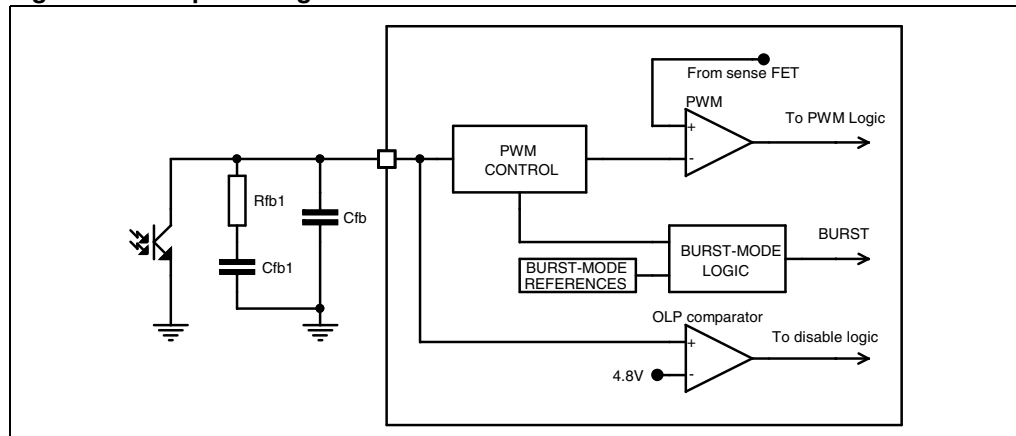 From sense FET
PWM
To PWM Logic
+
-
PWM
CONTROL
Rfb1
Cfb
Cfb1
BURST
BURST-MODE
LOGIC
BURST-MODE
REFERENCES
OLP comparator
To disable logic
+
-
4.8V